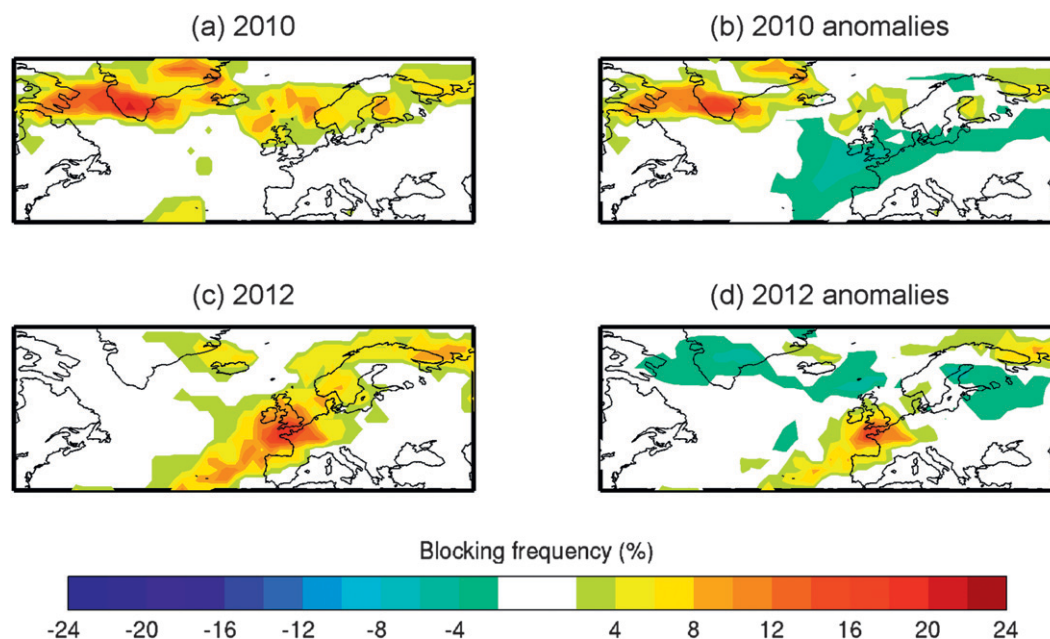 (a) 2010
(b) 2010 anomalies
(c) 2012
(d) 2012 anomalies
Blocking frequency (%)
-24 -20 -16 -12 -8 -4 4 8 12 16 20 24